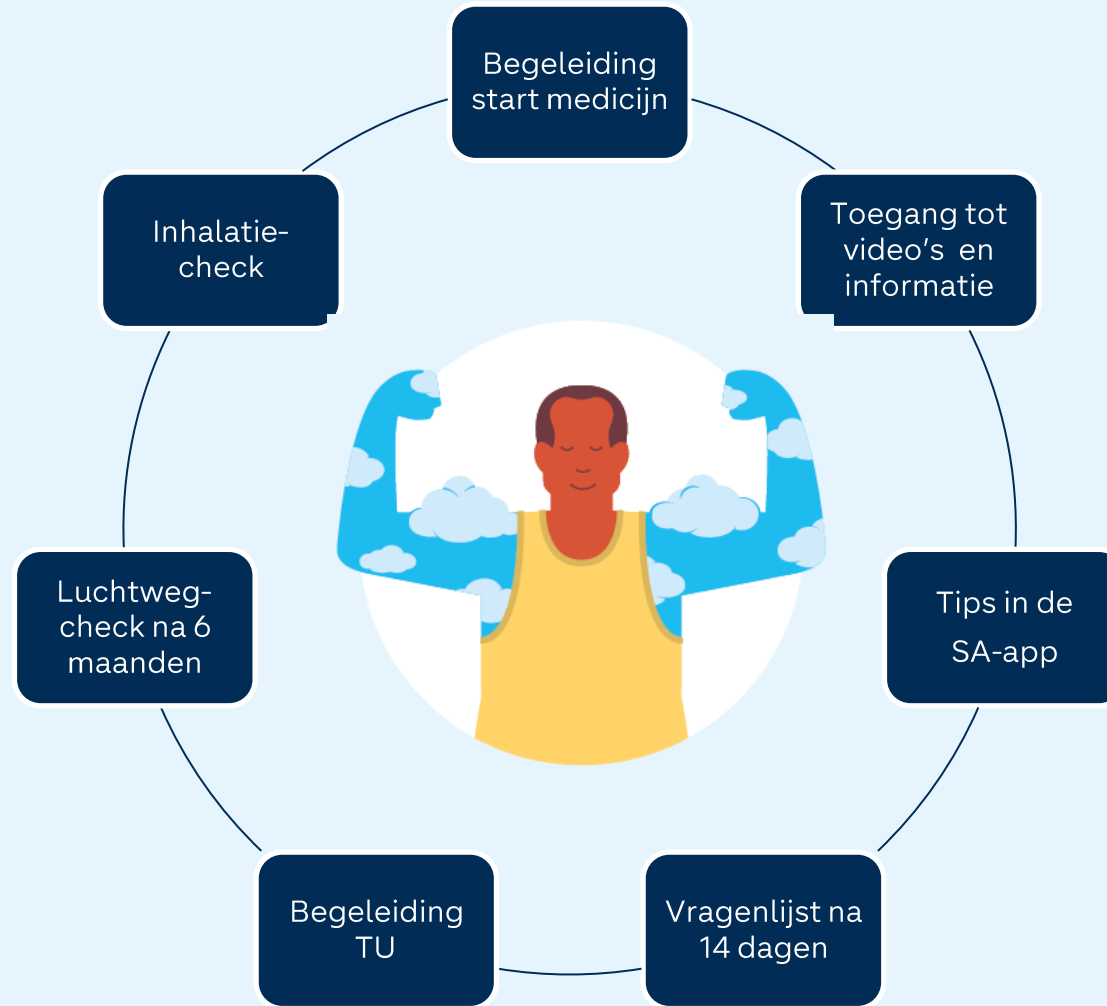 Begeleiding
start medicijn
Toegang tot
video's en
informatie
Tips in de
SA-app
Vragenlijst na
14 dagen
Begeleiding
TU
Luchtweg-
check na 6
maanden
Inhalatie-
check